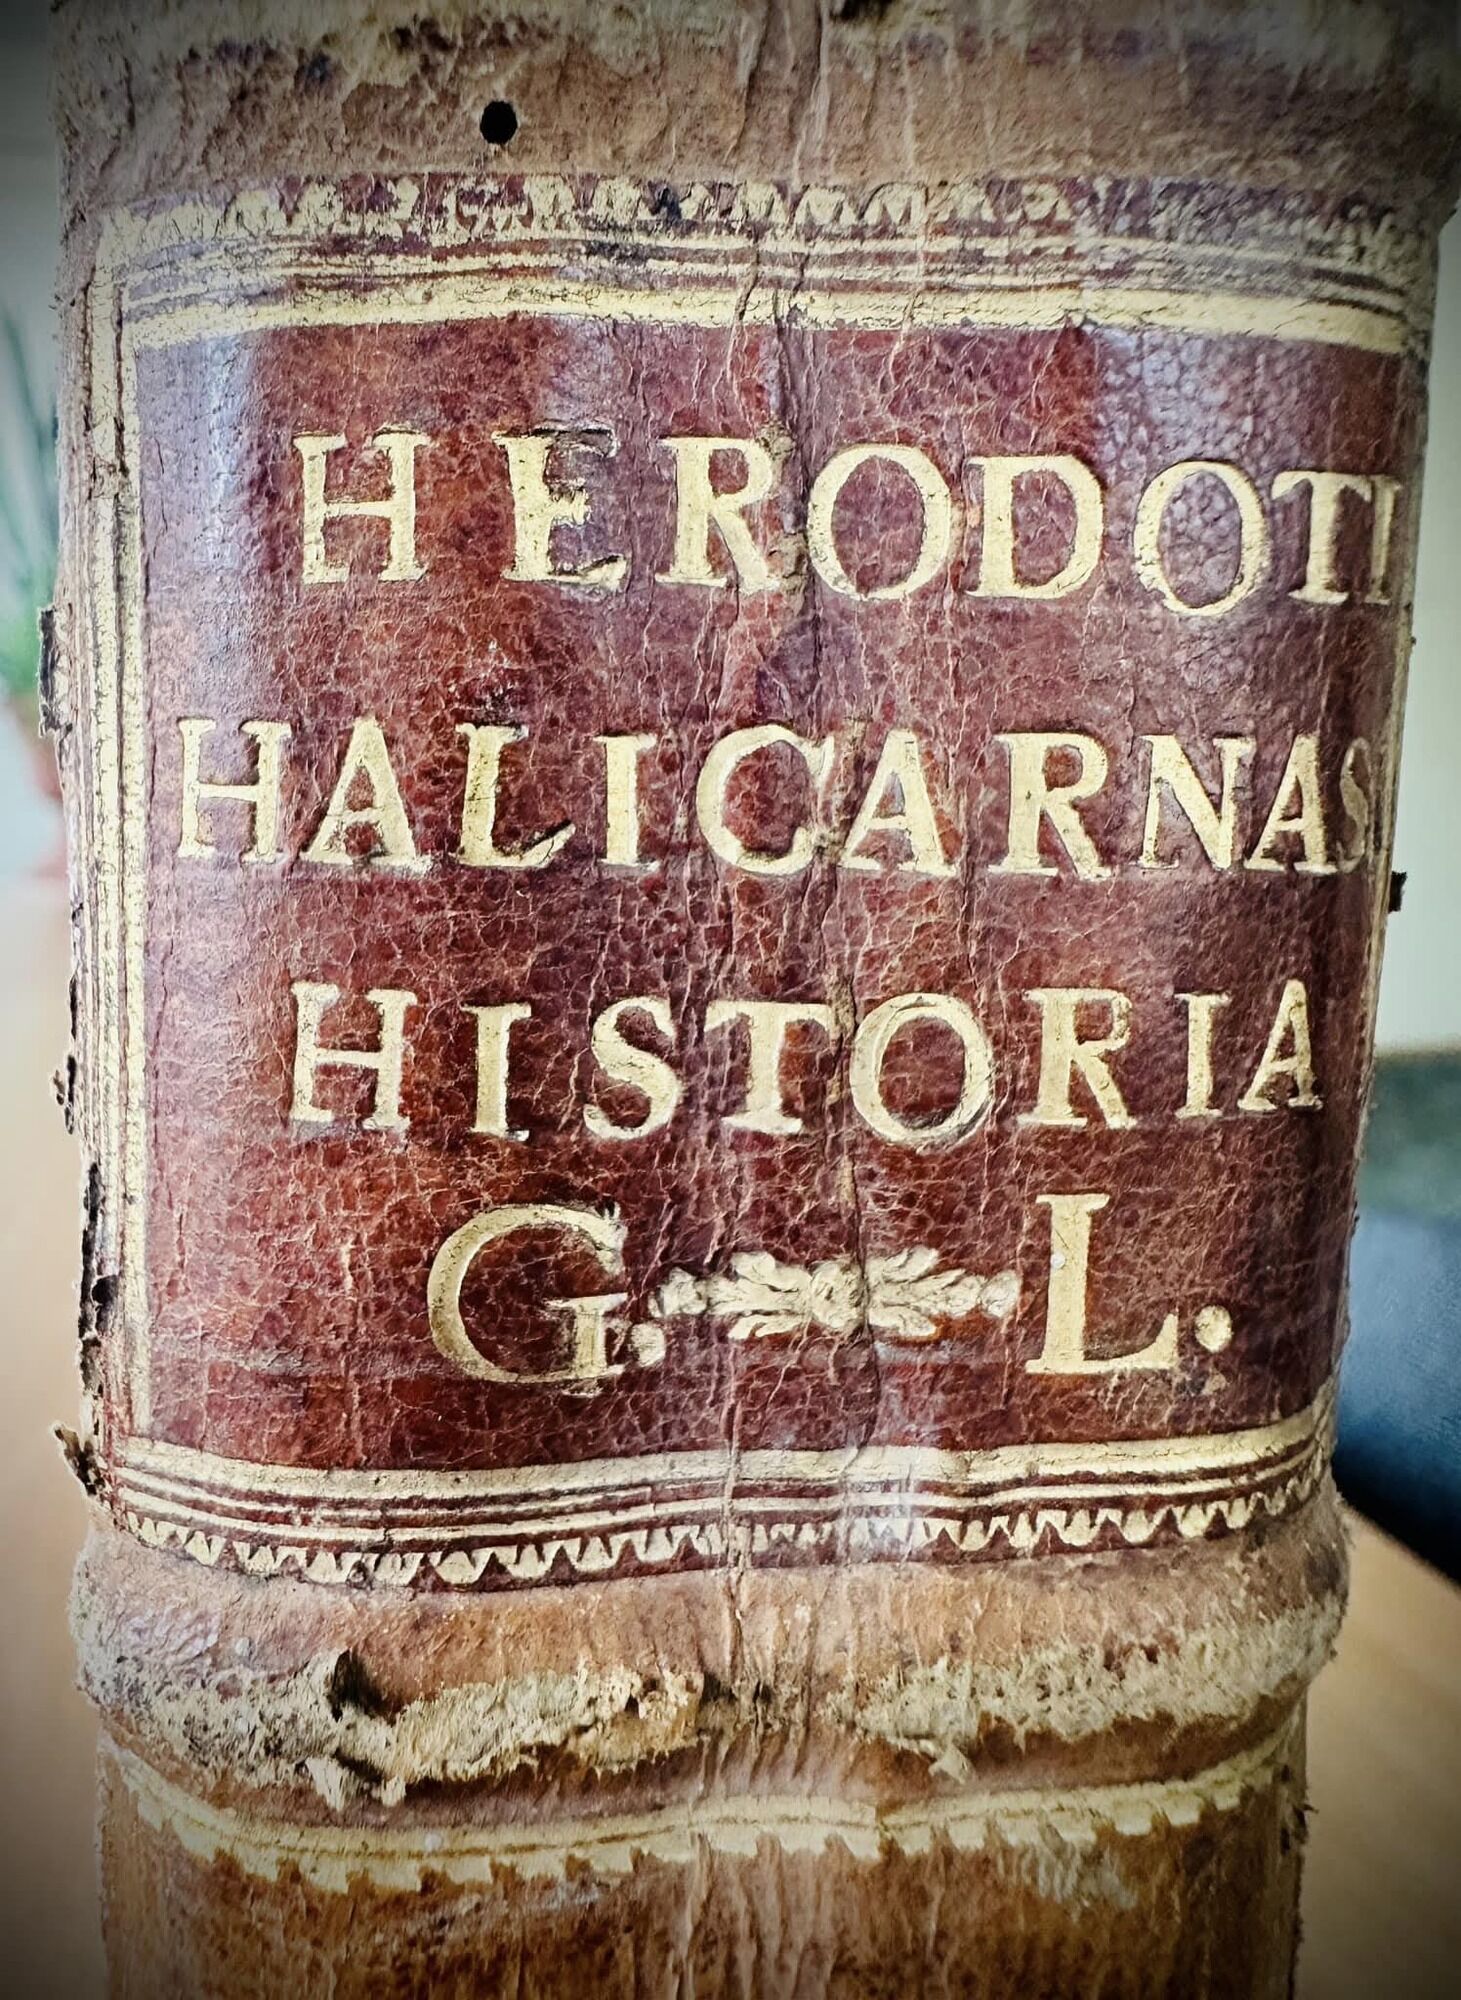 HERODOTI
HALICARNAS
HISTORIA
G. L.